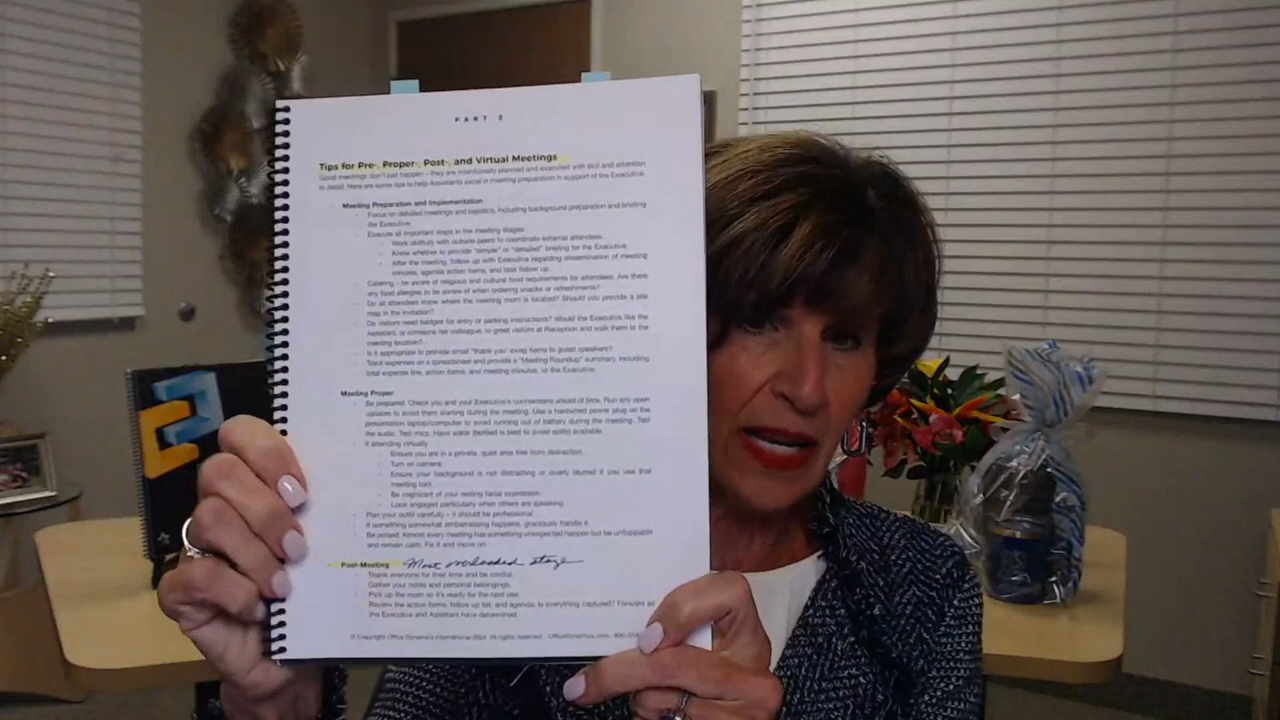 PART 2
Tips for Pre-, Proper-, Post-, and Virtual Meetings
Good meetings don't just happen – they are intentionally planned and executed with skill and attention
to detail. Here are some tips to help Assistants excel in meeting preparation in support of the Executive.
Meeting Preparation and Implementation
Focus on detailed meetings and logistics, including background preparation and briefing
the Executive.
Execute all important steps in the meeting stages:
Work skillfully with outside peers to coordinate external attendees.
Know whether to provide "simple" or "detailed" briefing for the Executive.
After the meeting, follow up with Executive regarding dissemination of meeting
minutes, agenda action items, and task follow up.
Catering – be aware of religious and cultural food requirements for attendees. Are there
any food allergies to be aware of when ordering snacks or refreshments?
Do all attendees know where the meeting room is located? Should you provide a site
map in the invitation?
Do visitors need badges for entry or parking instructions? Would the Executive like the
Assistant, or someone her colleague, to greet visitors at Reception and walk them to the
meeting location?
Is it appropriate to provide small "thank you" swag items to guest speakers?
Track expenses on a spreadsheet and provide a "Meeting Roundup" summary, including
total expense line, action items, and meeting minutes, to the Executive.
Meeting Proper
Be prepared. Check you and your Executive's connections ahead of time. Run any open
updates to avoid them starting during the meeting. Use a hardwired power plug on the
presentation laptop/computer to avoid running out of battery during the meeting. Test
the audio. Test mics. Have water (bottled is best to avoid spills) available.
If attending virtually
Ensure you are in a private, quiet area free from distraction.
Turn on camera.
Ensure your background is not distracting or overly blurred if you use that
meeting tool.
Be cognizant of your resting facial expression.
Look engaged particularly when others are speaking.
Plan your outfit carefully – it should be professional.
If something somewhat embarrassing happens, graciously handle it.
Be poised. Almost every meeting has something unexpected happen but be unflappable
and remain calm. Fix it and move on.
Post-Meeting Most overlooked stage
Thank everyone for their time and be cordial.
Gather your notes and personal belongings.
Pick up the room so it's ready for the next use.
Review the action items, follow up list, and agenda: is everything captured? Forward as
the Executive and Assistant have determined.
© Copyright Office Dynamics International 2024. All rights reserved. OfficeDynamics.com